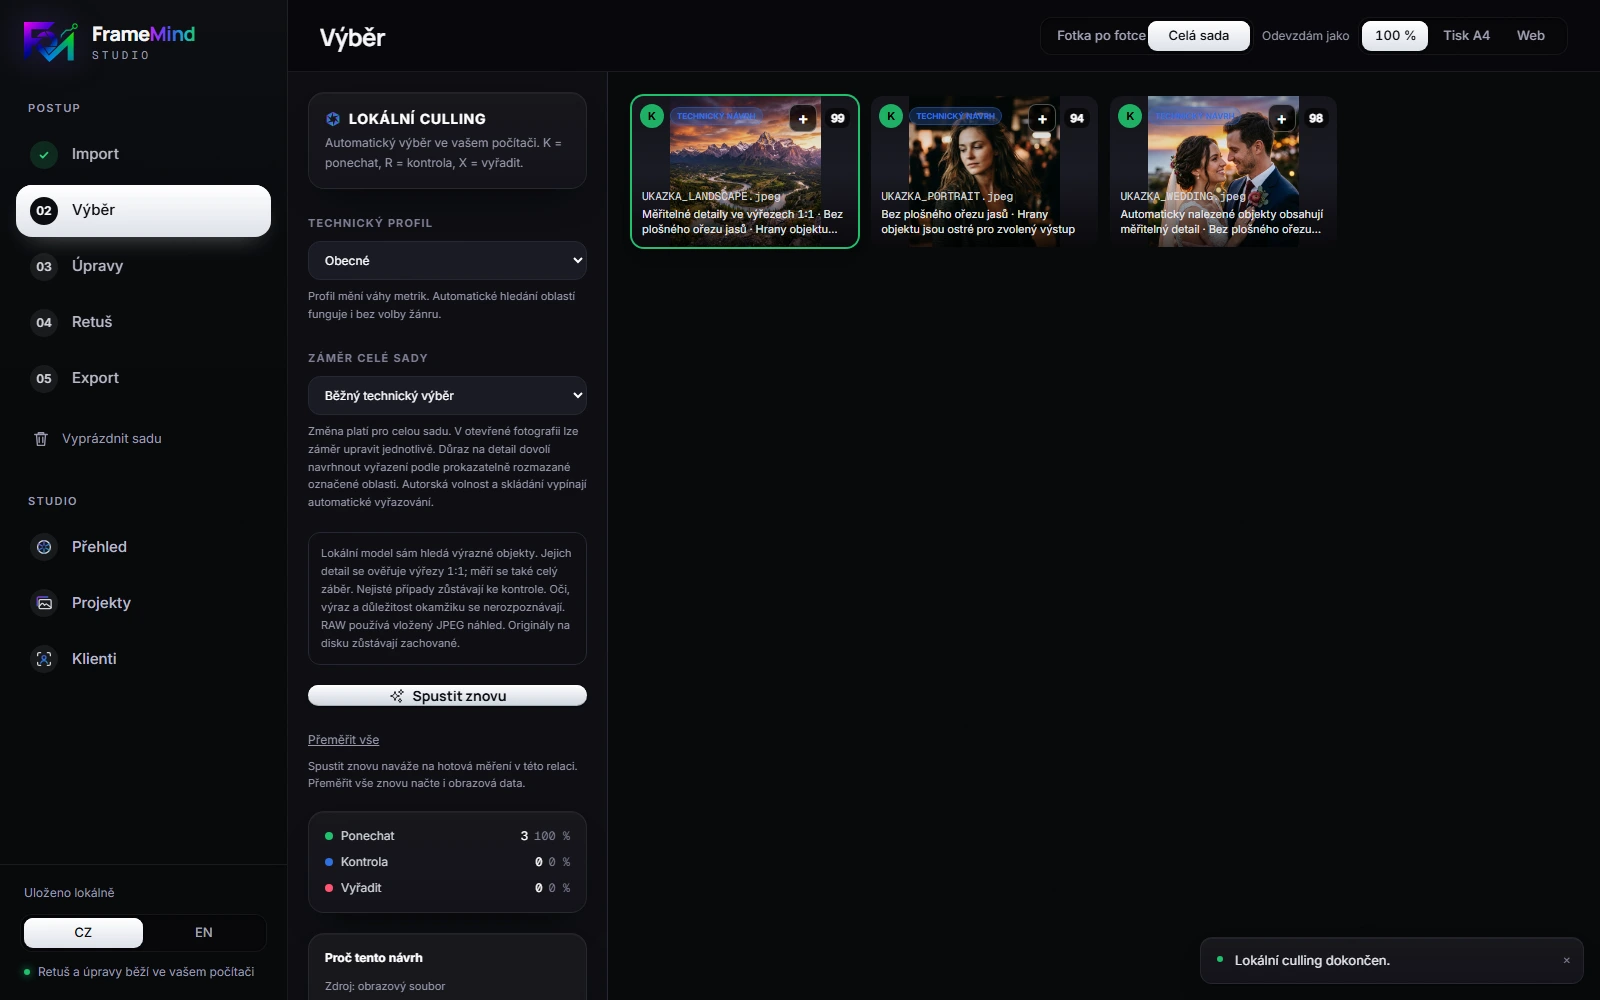 FrameMind
STUDIO
POSTUP
Import
02 Výběr
03 Úpravy
04 Retuš
05 Export
Vyprázdnit sadu
STUDIO
Přehled
Projekty
Klienti
Uloženo lokálně
CZ EN
Retuš a úpravy běží ve vašem počítači
Výběr
Fotka po fotce Celá sada Odevzdám jako 100 % Tisk A4 Web
LOKÁLNÍ CULLING
Automatický výběr ve vašem počítači. K =
ponechat, R = kontrola, X = vyřadit.
TECHNICKÝ PROFIL
Obecné
Profil mění váhy metrik. Automatické hledání oblastí
funguje i bez volby žánru.
ZÁMĚR CELÉ SADY
Běžný technický výběr
Změna platí pro celou sadu. V otevřené fotografii lze
záměr upravit jednotlivě. Důraz na detail dovolí
navrhnout vyřazení podle prokazatelně rozmazané
označené oblasti. Autorská volnost a skládání vypínají
automatické vyřazování.
Lokální model sám hledá výrazné objekty. Jejich
detail se ověřuje výřezy 1:1; měří se také celý
záběr. Nejisté případy zůstávají ke kontrole. Oči,
výraz a důležitost okamžiku se nerozpoznávají.
RAW používá vložený JPEG náhled. Originály na
disku zůstávají zachované.
Spustit znovu
Přeměřit vše
Spustit znovu naváže na hotová měření v této relaci.
Přeměřit vše znovu načte i obrazová data.
Ponechat 3 100 %
Kontrola 0 0 %
Vyřadit 0 0 %
Proč tento návrh
Zdroj: obrazový soubor
K TECHNICKÝ NÁVRH + 99
UKAZKA_LANDSCAPE.jpeg
Měřitelné detaily ve výřezech 1:1 · Bez
plošného ořezu jasů · Hrany objektu...
K TECHNICKÝ NÁVRH + 94
UKAZKA_PORTRAIT.jpeg
Bez plošného ořezu jasů · Hrany
objektu jsou ostré pro zvolený výstup
K TECHNICKÝ NÁVRH + 98
UKAZKA_WEDDING.jpeg
Automaticky nalezené objekty obsahují
měřitelný detail · Bez plošného ořezu...
Lokální culling dokončen. ×